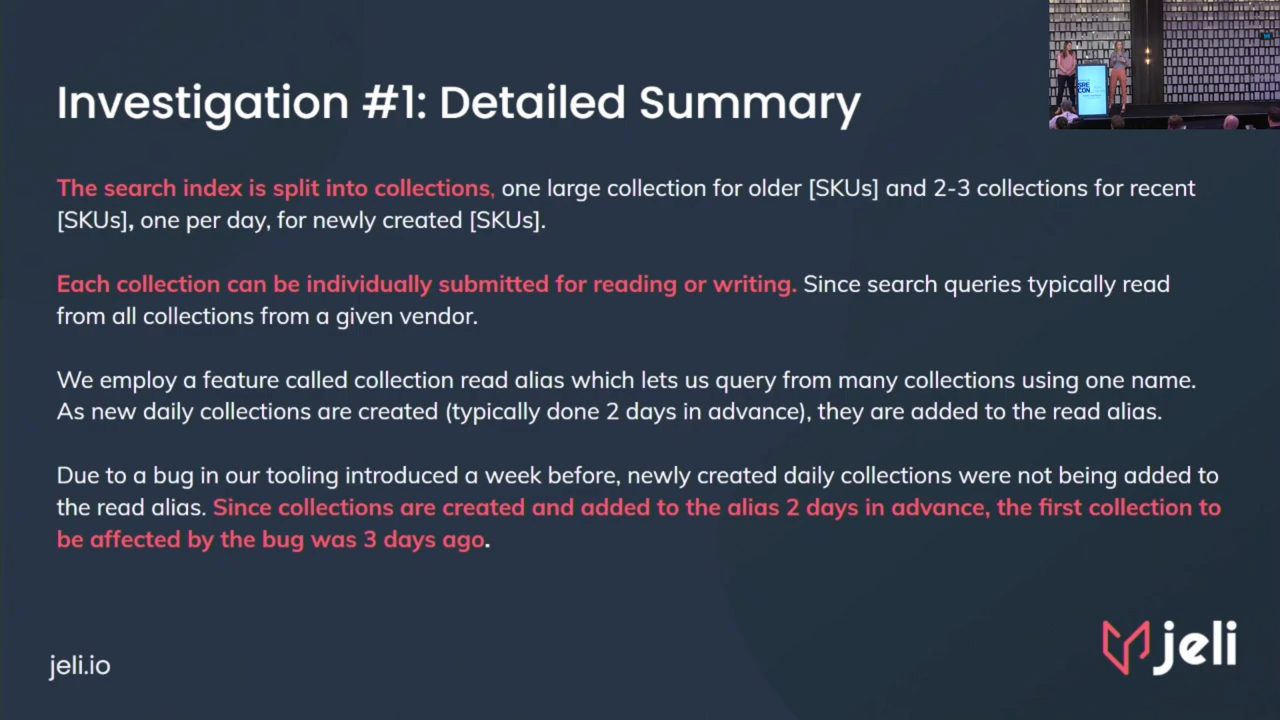 Investigation #1: Detailed Summary
The search index is split into collections, one large collection for older [SKUs] and 2-3 collections for recent
[SKUs], one per day, for newly created [SKUs].
Each collection can be individually submitted for reading or writing. Since search queries typically read
from all collections from a given vendor.
We employ a feature called collection read alias which lets us query from many collections using one name.
As new daily collections are created (typically done 2 days in advance), they are added to the read alias.
Due to a bug in our tooling introduced a week before, newly created daily collections were not being added to
the read alias. Since collections are created and added to the alias 2 days in advance, the first collection to
be affected by the bug was 3 days ago.
jeli.io
jeli
SRE
CON